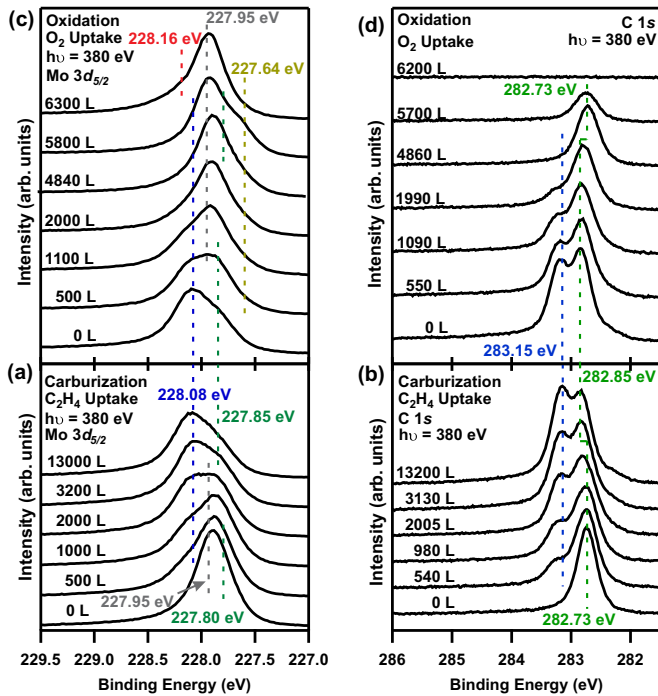 (c)
Oxidation
O2 Uptake
hυ = 380 eV
Mo 3d5/2
228.16 eV
227.95 eV
227.64 eV
6300 L
5800 L
4840 L
2000 L
1100 L
500 L
0 L
Intensity (arb. units)
(d)
Oxidation
O2 Uptake
C 1s
hυ = 380 eV
6200 L
282.73 eV
5700 L
4860 L
1990 L
1090 L
550 L
0 L
283.15 eV
Intensity (arb. units)
(a)
Carburization
C2H4 Uptake
hυ = 380 eV
Mo 3d5/2
228.08 eV
227.85 eV
13000 L
3200 L
2000 L
1000 L
500 L
227.95 eV
0 L
227.80 eV
Intensity (arb. units)
229.5 229.0 228.5 228.0 227.5 227.0
Binding Energy (eV)
(b)
Carburization
C2H4 Uptake
C 1s
hυ = 380 eV
282.85 eV
13200 L
3130 L
2005 L
980 L
540 L
0 L
282.73 eV
Intensity (arb. units)
286 285 284 283 282
Binding Energy (eV)